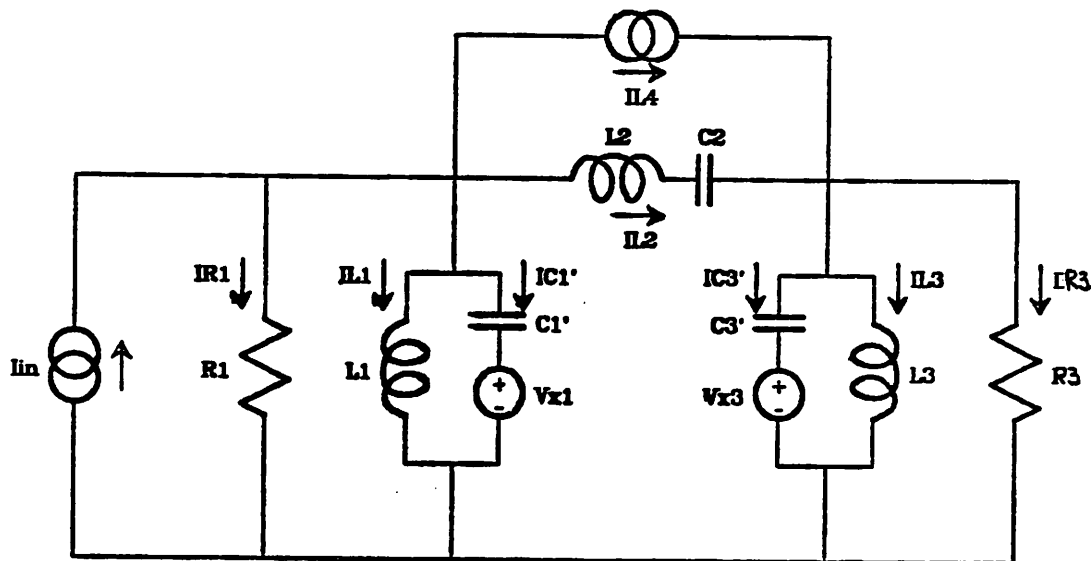 IL4
L2 C2
IL2
IR1 IL1 IC1' IC3' IL3 IR3
C1' C3'
Iin R1 L1 + Vx1 - Vx3 + - L3 R3